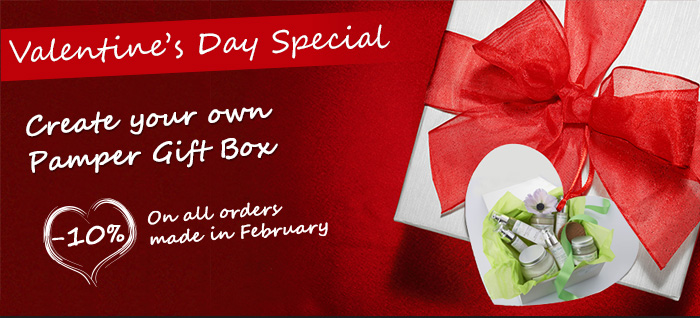 Valentine's Day Special
Create your own
Pamper Gift Box
-10%
On all orders
made in February